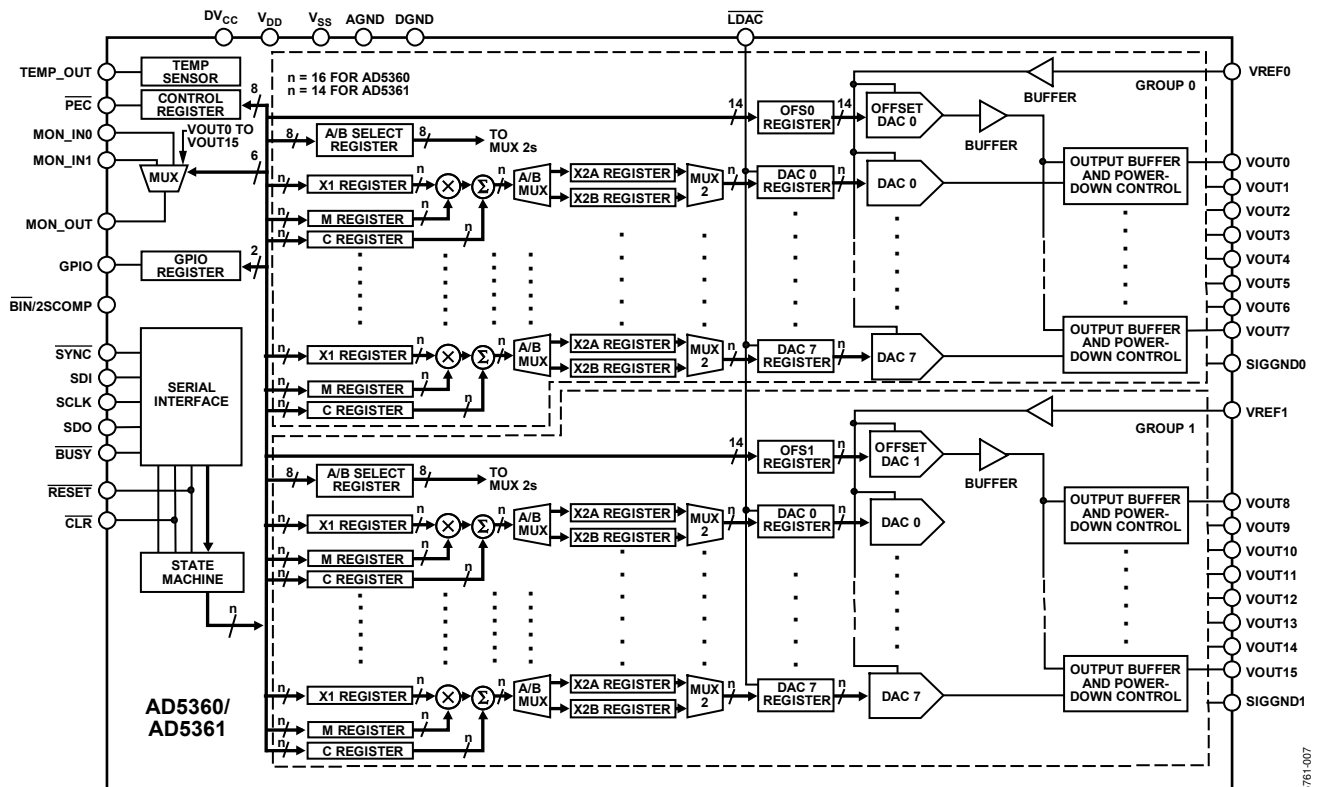 DVCC
VDD
VSS
AGND
DGND
LDAC
TEMP_OUT
TEMP
SENSOR
PEC
CONTROL
REGISTER
8
MON_IN0
MON_IN1
VOUT0 TO
VOUT15
MUX
6
MON_OUT
GPIO
GPIO
REGISTER
2
BIN/2SCOMP
SYNC
SDI
SCLK
SDO
BUSY
RESET
CLR
SERIAL
INTERFACE
STATE
MACHINE
n
AD5360/
AD5361
n = 16 FOR AD5360
n = 14 FOR AD5361
8
A/B SELECT
REGISTER
8
TO
MUX 2s
14
OFS0
REGISTER
14
OFFSET
DAC 0
BUFFER
BUFFER
GROUP 0
VREF0
n
X1 REGISTER
n
n
M REGISTER
n
n
C REGISTER
n
×
Σ
n
A/B
MUX
X2A REGISTER
X2B REGISTER
MUX
2
n
DAC 0
REGISTER
n
DAC 0
OUTPUT BUFFER
AND POWER-
DOWN CONTROL
VOUT0
VOUT1
VOUT2
VOUT3
VOUT4
VOUT5
VOUT6
VOUT7
SIGGND0
n
X1 REGISTER
n
n
M REGISTER
n
n
C REGISTER
n
×
Σ
n
A/B
MUX
X2A REGISTER
X2B REGISTER
MUX
2
n
DAC 7
REGISTER
n
DAC 7
OUTPUT BUFFER
AND POWER-
DOWN CONTROL
VREF1
GROUP 1
14
OFS1
REGISTER
n
OFFSET
DAC 1
BUFFER
8
A/B SELECT
REGISTER
8
TO
MUX 2s
n
X1 REGISTER
n
n
M REGISTER
n
n
C REGISTER
n
×
Σ
n
A/B
MUX
X2A REGISTER
X2B REGISTER
MUX
2
n
DAC 0
REGISTER
n
DAC 0
OUTPUT BUFFER
AND POWER-
DOWN CONTROL
VOUT8
VOUT9
VOUT10
VOUT11
VOUT12
VOUT13
VOUT14
VOUT15
SIGGND1
n
X1 REGISTER
n
n
M REGISTER
n
n
C REGISTER
n
×
Σ
n
A/B
MUX
X2A REGISTER
X2B REGISTER
MUX
2
n
DAC 7
REGISTER
n
DAC 7
OUTPUT BUFFER
AND POWER-
DOWN CONTROL